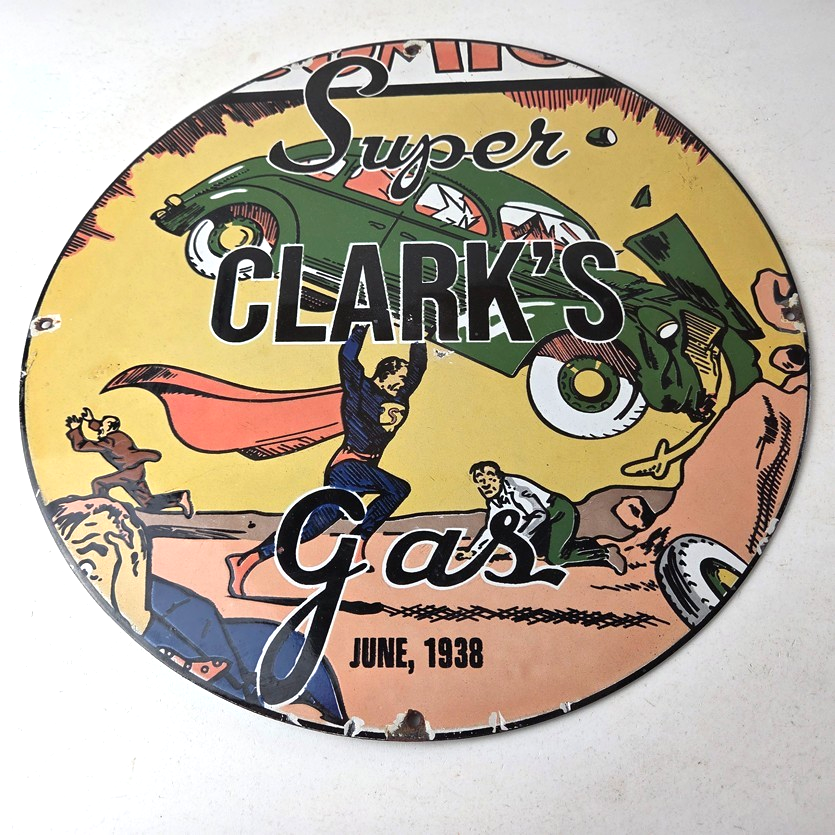 Super
CLARK'S
S
gas
JUNE, 1938